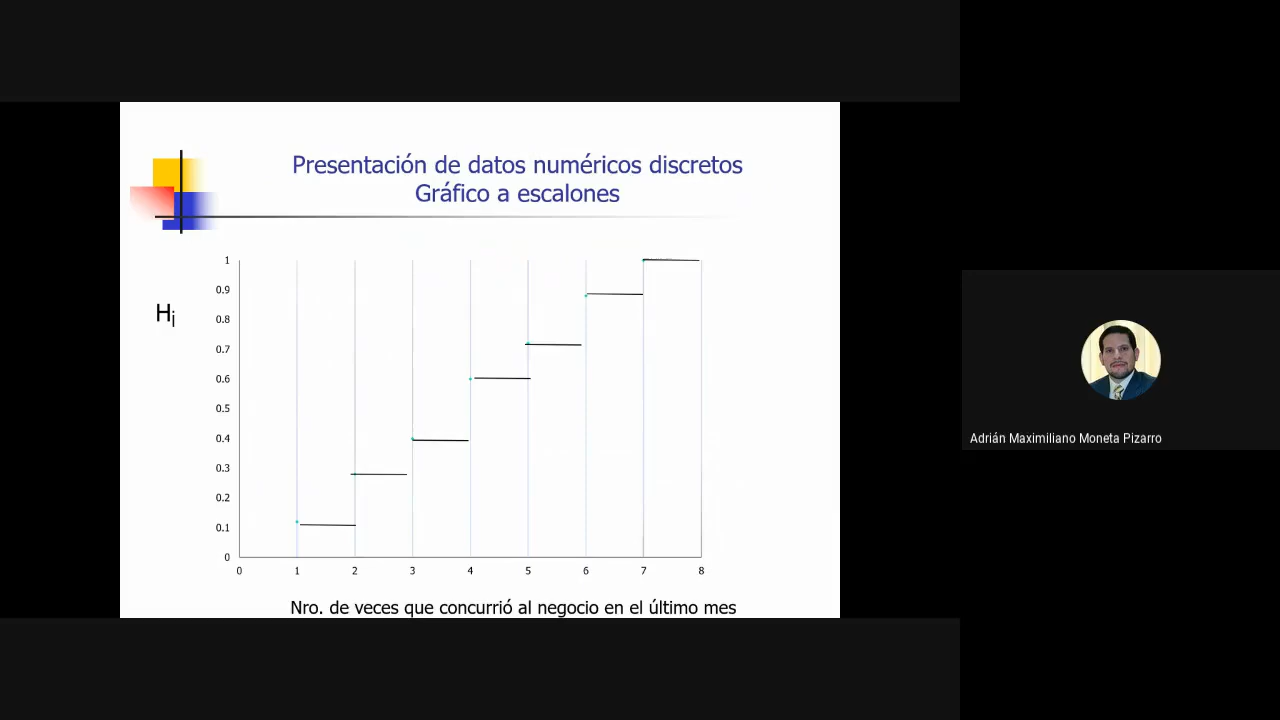 Presentación de datos numéricos discretos
Gráfico a escalones
Hi
1
0.9
0.8
0.7
0.6
0.5
0.4
0.3
0.2
0.1
0
0 1 2 3 4 5 6 7 8
Nro. de veces que concurrió al negocio en el último mes
Adrián Maximiliano Moneta Pizarro